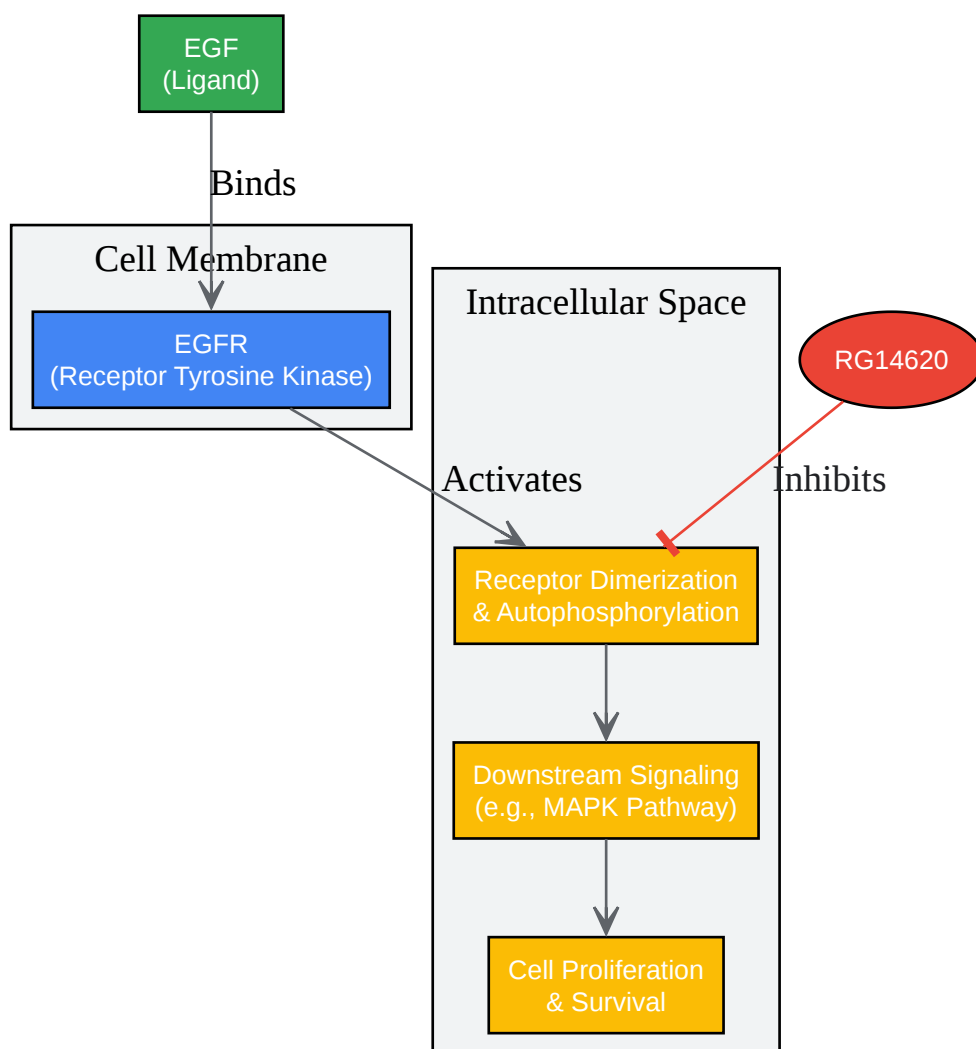 EGF
(Ligand)
Binds
Cell Membrane
EGFR
(Receptor Tyrosine Kinase)
Intracellular Space
RG14620
Activates
Inhibits
Receptor Dimerization
& Autophosphorylation
Downstream Signaling
(e.g., MAPK Pathway)
Cell Proliferation
& Survival